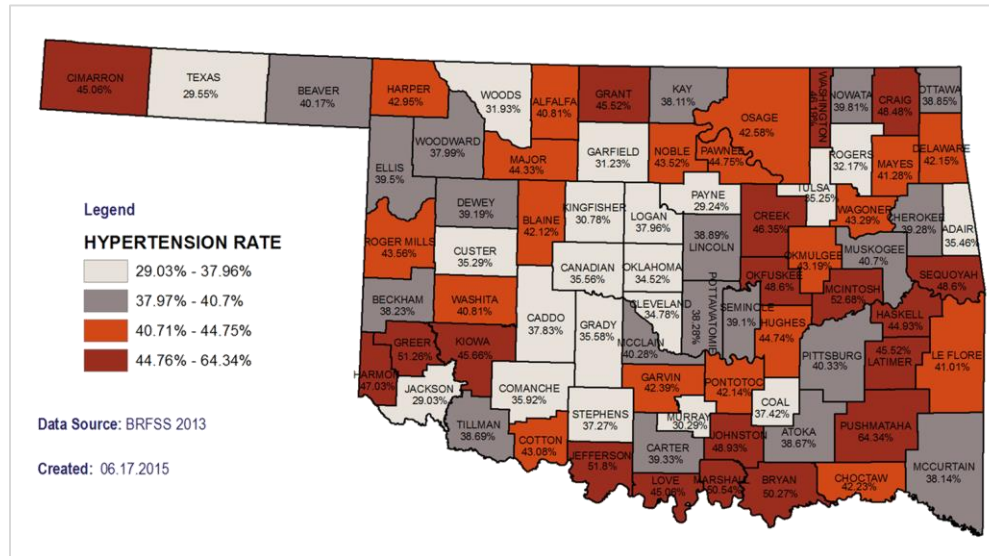 CIMARRON
45.06%
TEXAS
29.55%
BEAVER
40.17%
HARPER
42.95%
WOODS
31.93%
ALFALFA
40.81%
GRANT
45.52%
KAY
38.11%
OSAGE
42.58%
WASHINGTON
NOWATA
39.81%
CRAIG
48.48%
OTTAWA
38.85%
ELLIS
39.5%
WOODWARD
37.99%
MAJOR
44.33%
GARFIELD
31.23%
NOBLE
43.52%
PAWNEE
44.75%
ROGERS
32.17%
MAYES
41.28%
DELAWARE
42.15%
DEWEY
39.19%
BLAINE
42.12%
KINGFISHER
30.78%
LOGAN
37.96%
PAYNE
29.24%
TULSA
35.25%
WAGONER
43.29%
CHEROKEE
39.28%
ADAIR
35.46%
ROGER MILLS
43.56%
CUSTER
35.29%
CANADIAN
35.56%
OKLAHOMA
34.52%
38.89%
LINCOLN
CREEK
46.35%
OKMULGEE
43.19%
MUSKOGEE
40.7%
SEQUOYAH
48.6%
BECKHAM
38.23%
WASHITA
40.81%
CADDO
37.83%
GRADY
35.58%
CLEVELAND
34.78%
POTTAWATOMIE
38.28%
SEMINOLE
39.1%
OKFUSKEE
48.6%
HUGHES
44.74%
MCINTOSH
52.68%
HASKELL
44.93%
GREER
51.26%
KIOWA
45.66%
MCCLAIN
40.28%
PITTSBURG
40.33%
45.52%
LATIMER
LE FLORE
41.01%
HARMON
47.03%
JACKSON
29.03%
COMANCHE
35.92%
GARVIN
42.39%
PONTOTOC
42.14%
COAL
37.42%
TILLMAN
38.69%
COTTON
43.08%
STEPHENS
37.27%
MURRAY
30.29%
JOHNSTON
48.93%
ATOKA
38.67%
PUSHMATAHA
64.34%
JEFFERSON
51.8%
CARTER
39.33%
LOVE
45.06%
MARSHALL
50.54%
BRYAN
50.27%
CHOCTAW
42.23%
MCCURTAIN
38.14%
Legend
HYPERTENSION RATE
29.03% - 37.96%
37.97% - 40.7%
40.71% - 44.75%
44.76% - 64.34%
Data Source: BRFSS 2013
Created: 06.17.2015